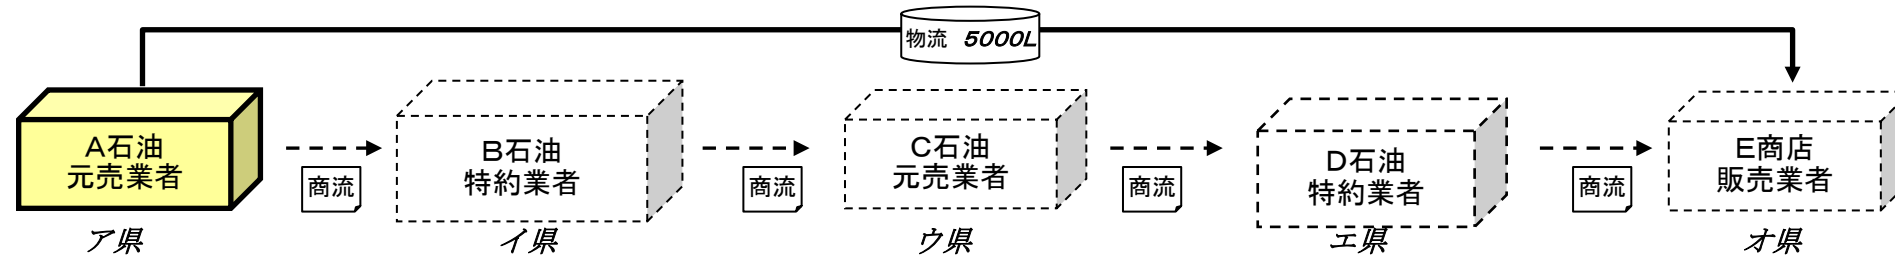 物流 5000L
A石油
元売業者
商流
B石油
特約業者
商流
C石油
元売業者
商流
D石油
特約業者
商流
E商店
販売業者
ア県
イ県
ウ県
エ県
オ県